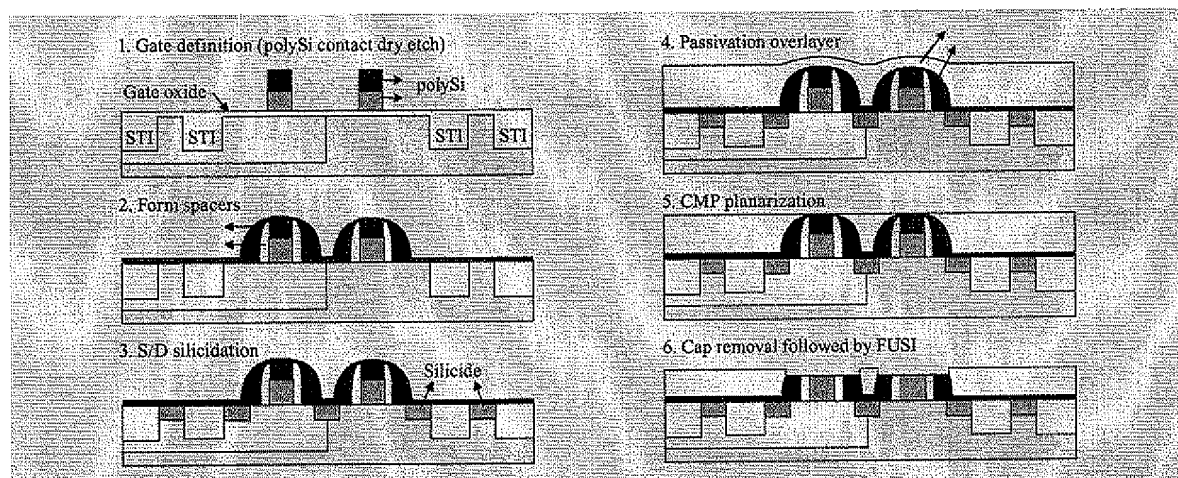 1. Gate definition (polySi contact dry etch)
polySi
Gate oxide
STI STI STI STI
2. Form spacers
3. S/D silicidation
Silicide
4. Passivation overlayer
5. CMP planarization
6. Cap removal followed by FUSI